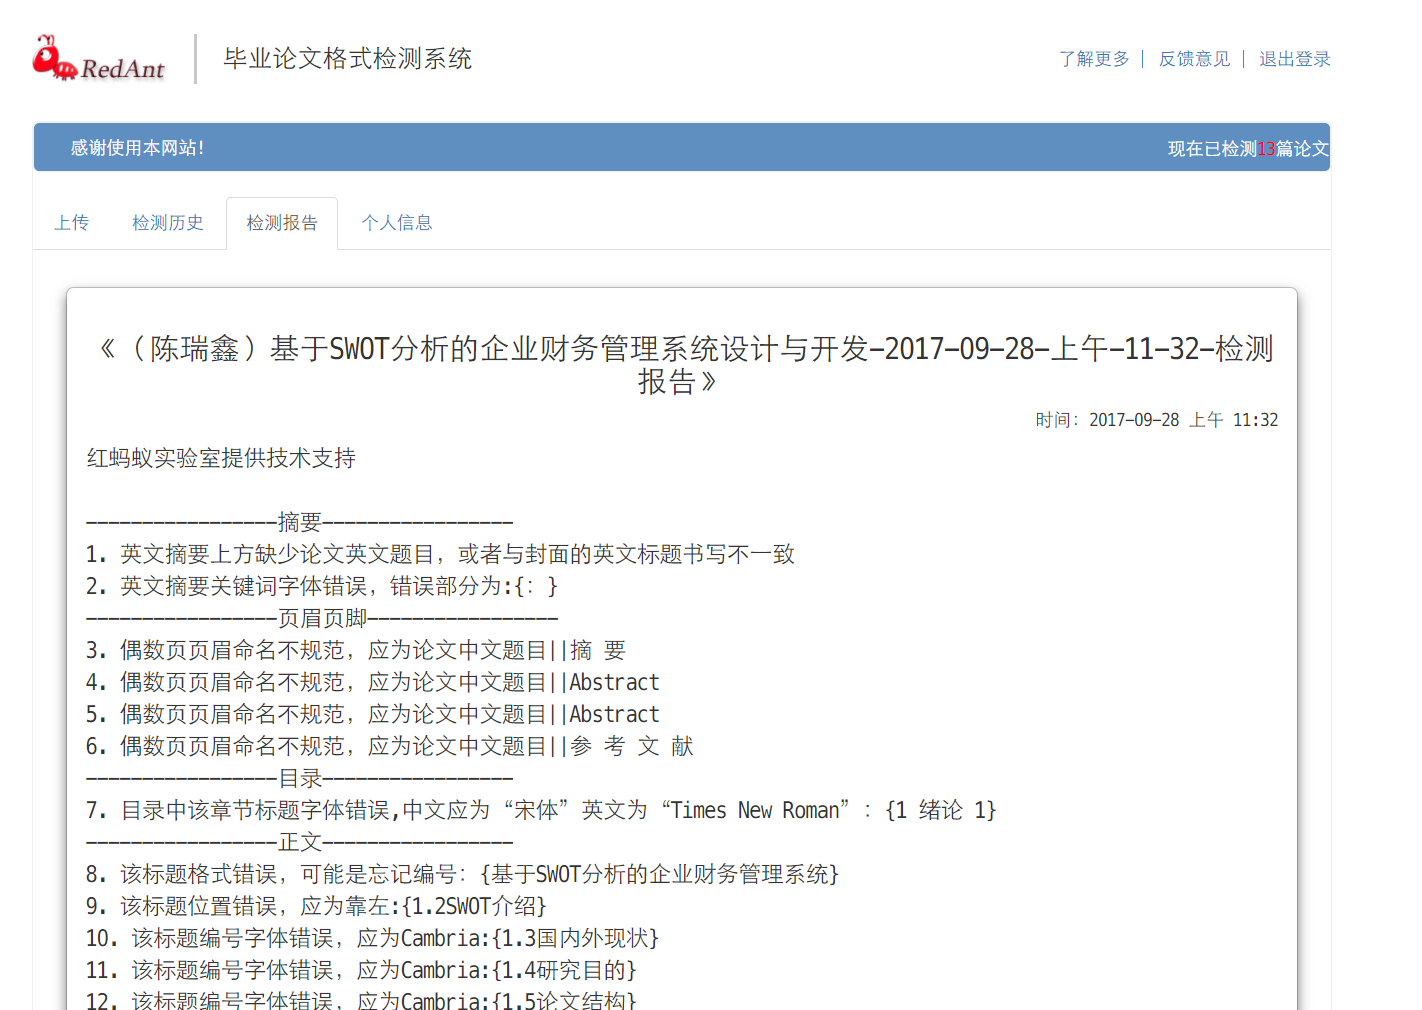 RedAnt
毕业论文格式检测系统
了解更多 | 反馈意见 | 退出登录
感谢使用本网站!
现在已检测13篇论文
上传 检测历史 检测报告 个人信息
《（陈瑞鑫）基于SWOT分析的企业财务管理系统设计与开发-2017-09-28-上午-11-32-检测
报告》
时间: 2017-09-28 上午 11:32
红蚂蚁实验室提供技术支持
-----------------摘要-----------------
1. 英文摘要上方缺少论文英文题目，或者与封面的英文标题书写不一致
2. 英文摘要关键词字体错误，错误部分为:{: }
-----------------页眉页脚-----------------
3. 偶数页页眉命名不规范，应为论文中文题目||摘 要
4. 偶数页页眉命名不规范，应为论文中文题目||Abstract
5. 偶数页页眉命名不规范，应为论文中文题目||Abstract
6. 偶数页页眉命名不规范，应为论文中文题目||参 考 文 献
-----------------目录-----------------
7. 目录中该章节标题字体错误,中文应为“宋体”英文为“Times New Roman”: {1 绪论 1}
-----------------正文-----------------
8. 该标题格式错误，可能是忘记编号: {基于SWOT分析的企业财务管理系统}
9. 该标题位置错误，应为靠左:{1.2SWOT介绍}
10. 该标题编号字体错误，应为Cambria:{1.3国内外现状}
11. 该标题编号字体错误，应为Cambria:{1.4研究目的}
12. 该标题编号字体错误，应为Cambria:{1.5论文结构}